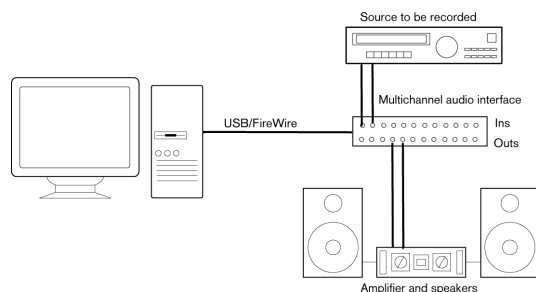 Source to be recorded
Multichannel audio interface
USB/FireWire
Ins
Outs
Amplifier and speakers